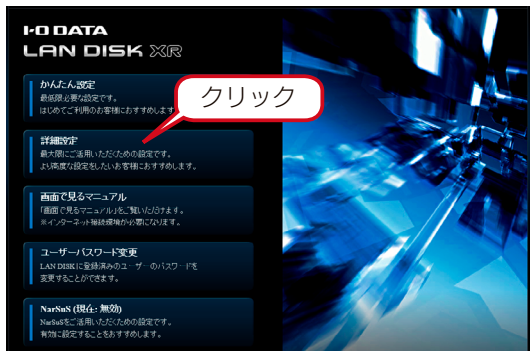 I-O DATA
LAN DISK XR
かんたん設定
最低限必要な設定です。
はじめてご利用のお客様におすすめします
クリック
詳細設定
最大限にご活用いただくための設定です。
より高度な設定をしたいお客様におすすめします。
画面で見るマニュアル
「画面で見るマニュアル」をご覧いただけます。
※インターネット接続環境が必要になります。
ユーザーパスワード変更
LAN DISKに登録済みのユーザーのパスワードを
変更することができます。
NarSuS (現在: 無効)
NarSuSをご活用いただくための設定です。
有効に設定することをおすすめします。